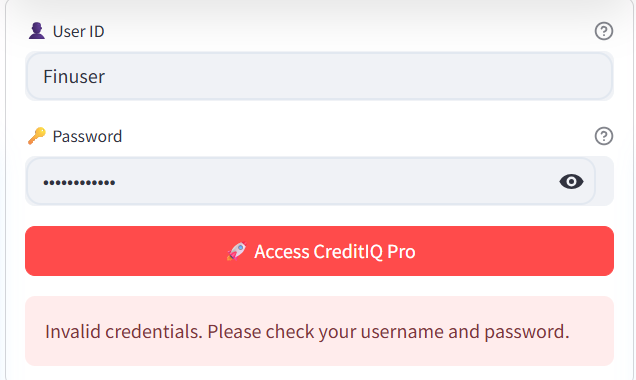 User ID
Finuser
Password
••••••••••••
Access CreditIQ Pro
Invalid credentials. Please check your username and password.